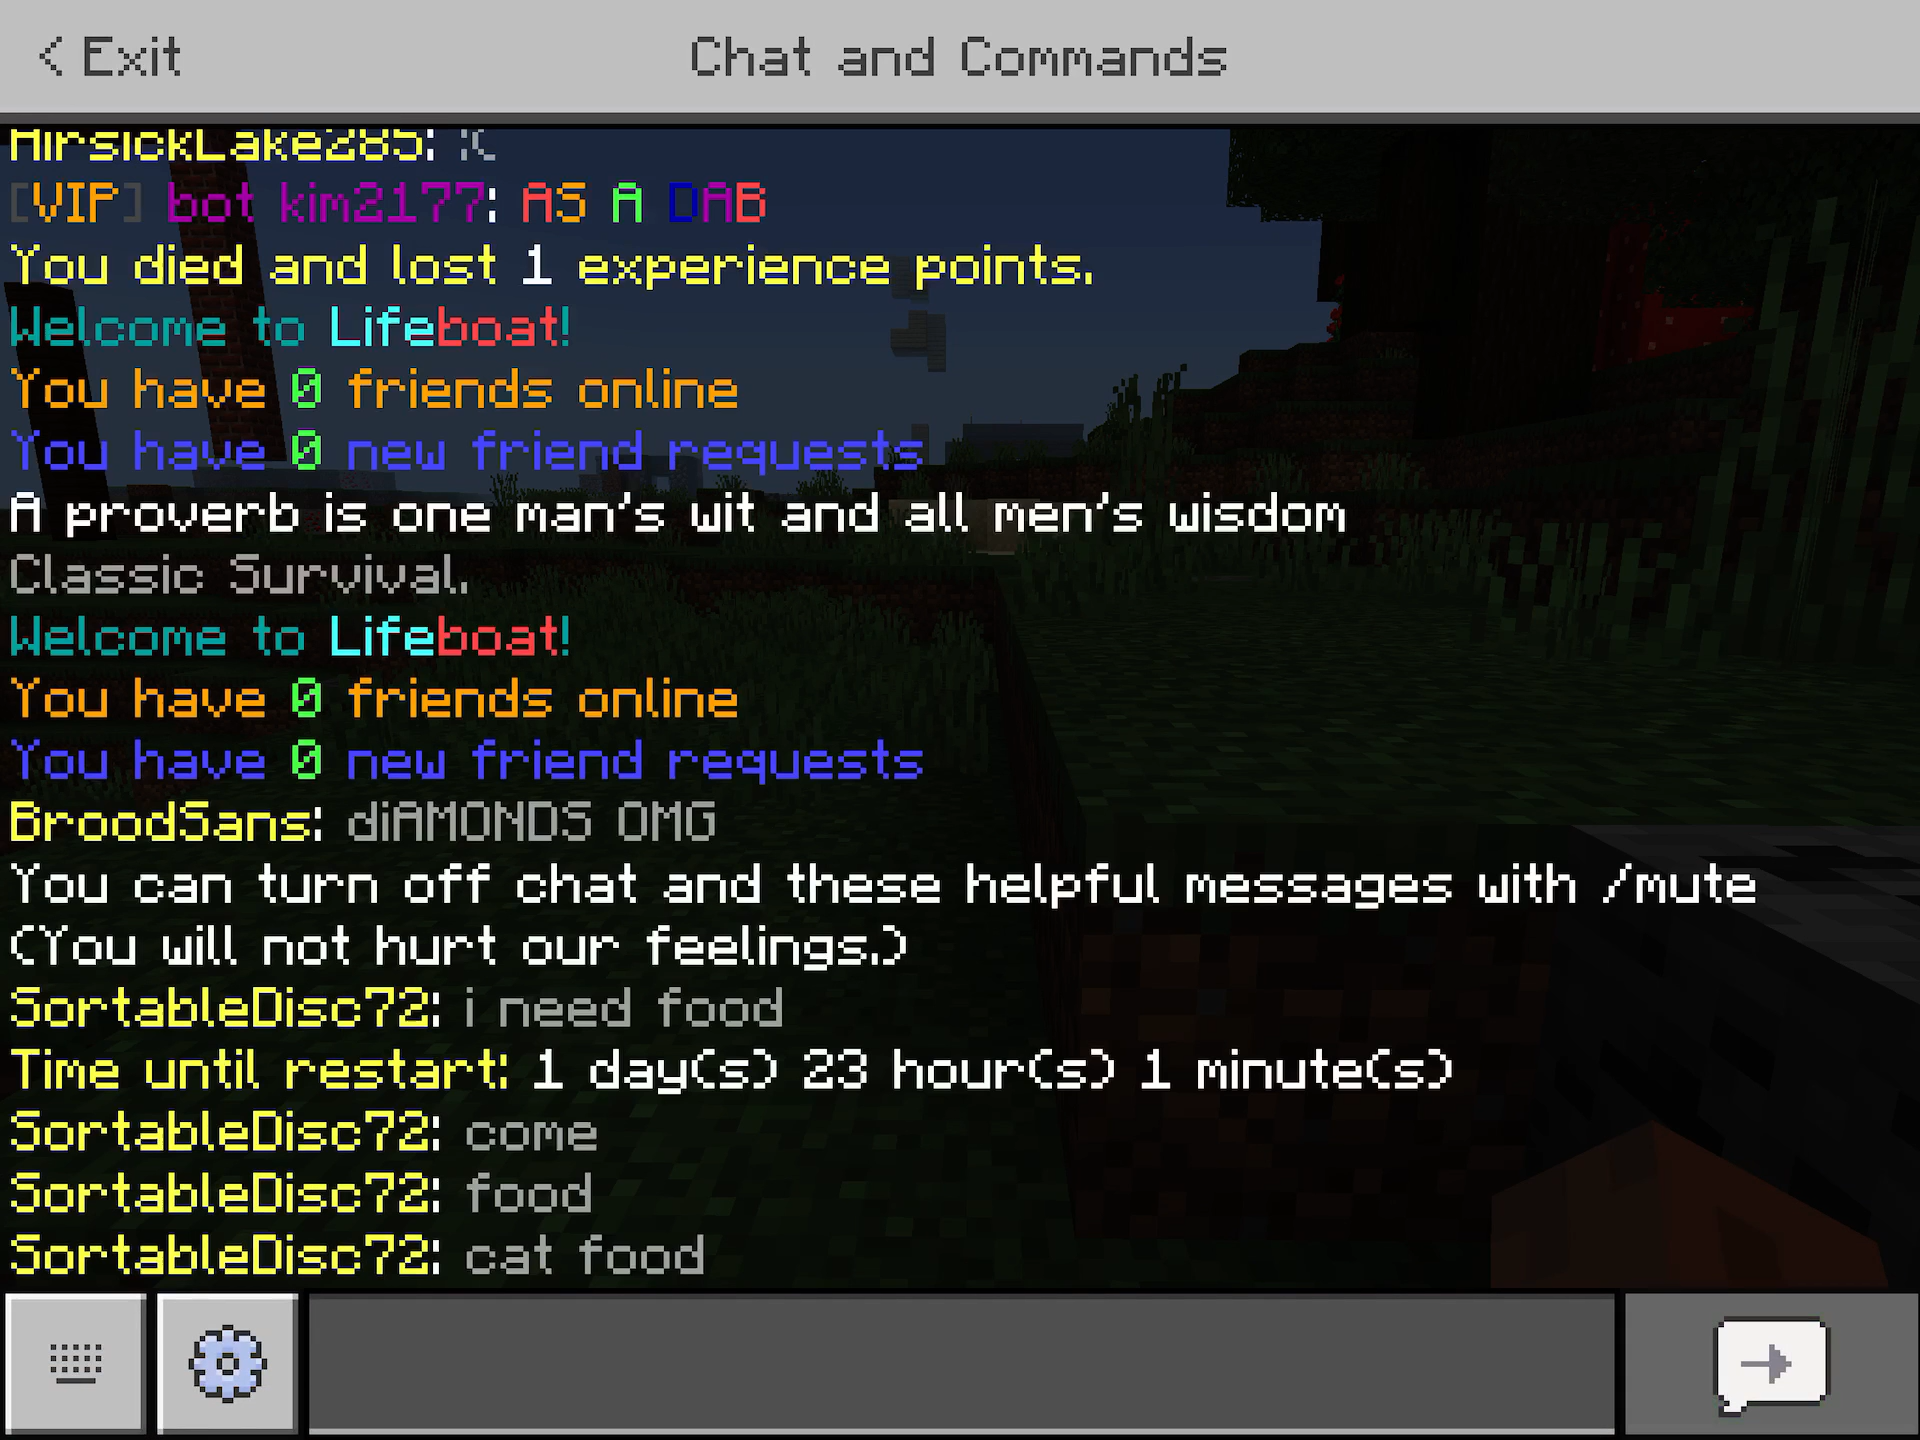 < Exit
Chat and Commands
AirsickLake285: :C
[VIP] bot kim2177: AS A DAB
You died and lost 1 experience points.
Welcome to Lifeboat!
You have 0 friends online
You have 0 new friend requests
A proverb is one man's wit and all men's wisdom
Classic Survival.
Welcome to Lifeboat!
You have 0 friends online
You have 0 new friend requests
BroodSans: diAMONDS OMG
You can turn off chat and these helpful messages with /mute
(You will not hurt our feelings.)
SortableDisc72: i need food
Time until restart: 1 day(s) 23 hour(s) 1 minute(s)
SortableDisc72: come
SortableDisc72: food
SortableDisc72: cat food